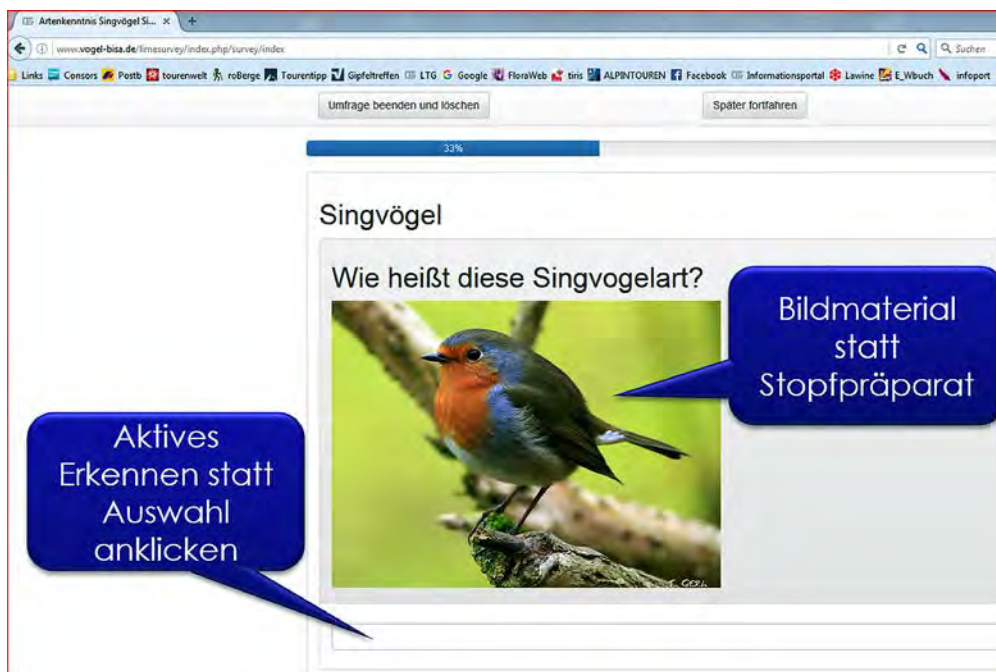 Artenkenntnis Singvögel Si... × +
www.vogel-bisa.de/limesurvey/index.php/survey/index
Suchen
Links Consors Postb tourenwelt roBerge Tourentipp Gipfeltreffen LTG Google FloraWeb tiris ALPINTOUREN Facebook Informationsportal Lawine E_Wbuch infoport
Umfrage beenden und löschen
Später fortfahren
33%
Singvögel
Wie heißt diese Singvogelart?
Bildmaterial
statt
Stopfpräparat
Aktives
Erkennen statt
Auswahl
anklicken